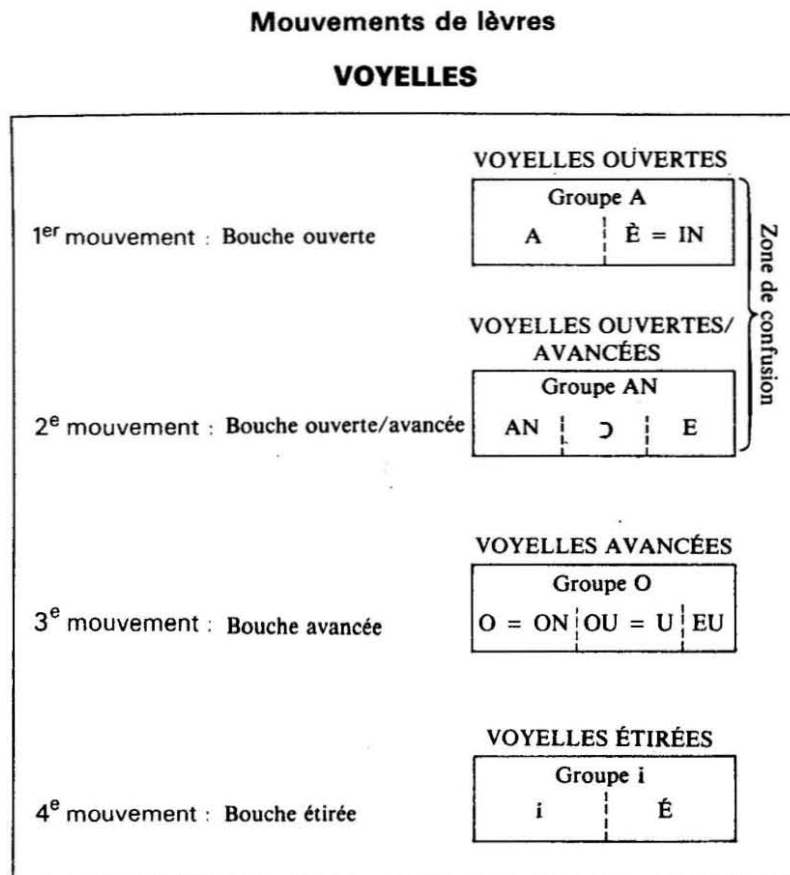 Mouvements de lèvres
VOYELLES
VOYELLES OUVERTES
Groupe A
1er mouvement : Bouche ouverte
A È = IN
Zone de confusion
VOYELLES OUVERTES/
AVANCÉES
Groupe AN
2e mouvement : Bouche ouverte/avancée
AN ɔ E
VOYELLES AVANCÉES
Groupe O
3e mouvement : Bouche avancée
O = ON OU = U EU
VOYELLES ÉTIRÉES
Groupe i
4e mouvement : Bouche étirée
i É